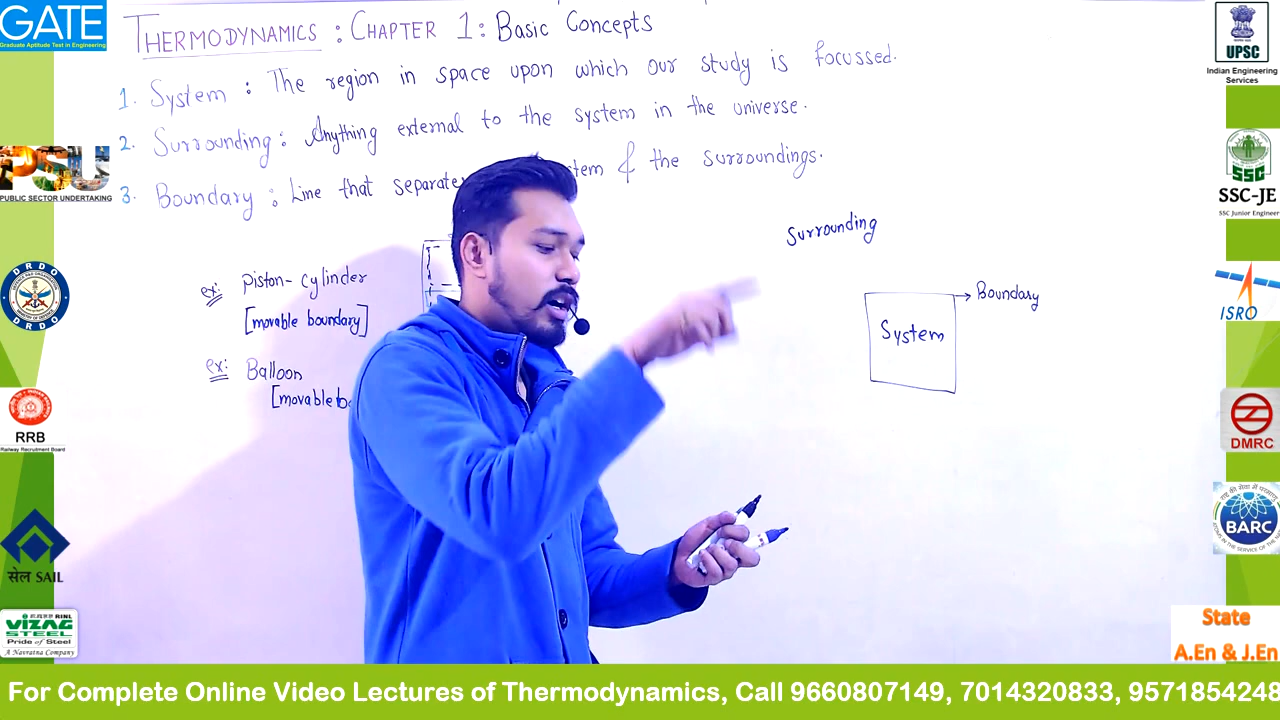 GATE
Graduate Aptitude Test in Engineering
THERMODYNAMICS : CHAPTER 1 : Basic Concepts
1. System : The region in space upon which our study is focussed.
2. Surrounding : Anything external to the system in the universe.
3. Boundary : Line that separate tem & the surroundings.
ex: Piston-cylinder
[movable boundary]
ex: Balloon
[movable bo
Surrounding
System
Boundary
PSU
PUBLIC SECTOR UNDERTAKING
DRDO
RRB
Railway Recruitment Board
सेल SAIL
RINL
VIZAG
STEEL
Pride of Steel
A Navratna Company
UPSC
Indian Engineering
Services
SSC
SSC-JE
SSC Junior Engineer
ISRO
DMRC
BARC
State
A.En & J.En
For Complete Online Video Lectures of Thermodynamics, Call 9660807149, 7014320833, 9571854248